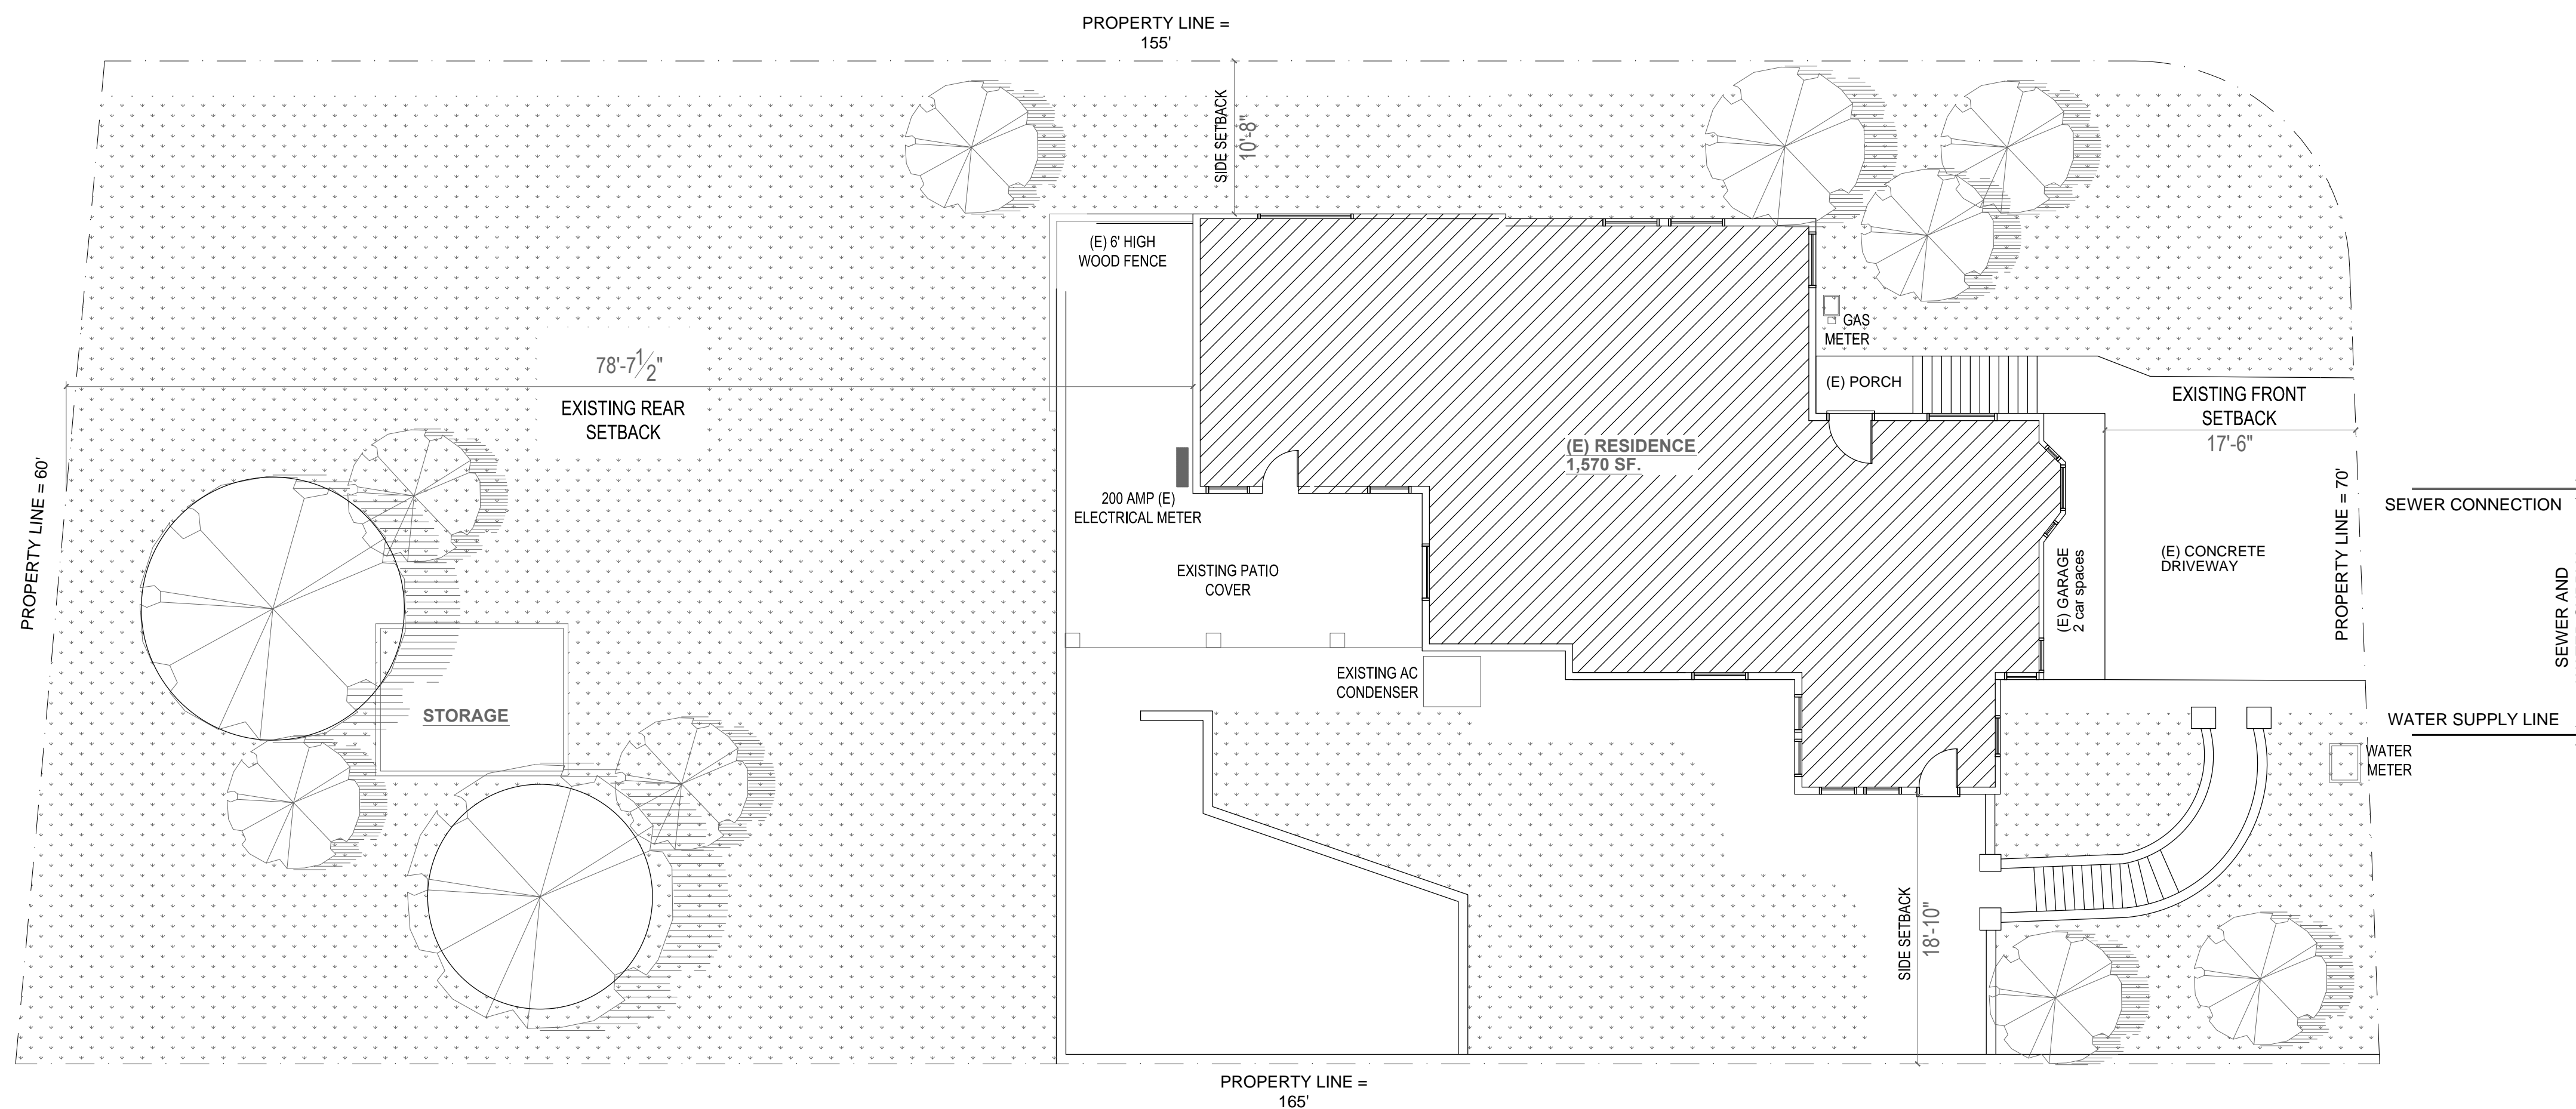 PROPERTY LINE =
155'
SIDE SETBACK
10'-8"
(E) 6' HIGH
WOOD FENCE
GAS
METER
78'-7 1/2"
EXISTING REAR
SETBACK
(E) PORCH
EXISTING FRONT
SETBACK
17'-6"
(E) RESIDENCE
1,570 SF.
PROPERTY LINE = 60'
200 AMP (E)
ELECTRICAL METER
PROPERTY LINE = 70'
SEWER CONNECTION
EXISTING PATIO
COVER
(E) GARAGE
2 car spaces
(E) CONCRETE
DRIVEWAY
SEWER AND
EXISTING AC
CONDENSER
STORAGE
WATER SUPPLY LINE
WATER
METER
SIDE SETBACK
18'-10"
PROPERTY LINE =
165'